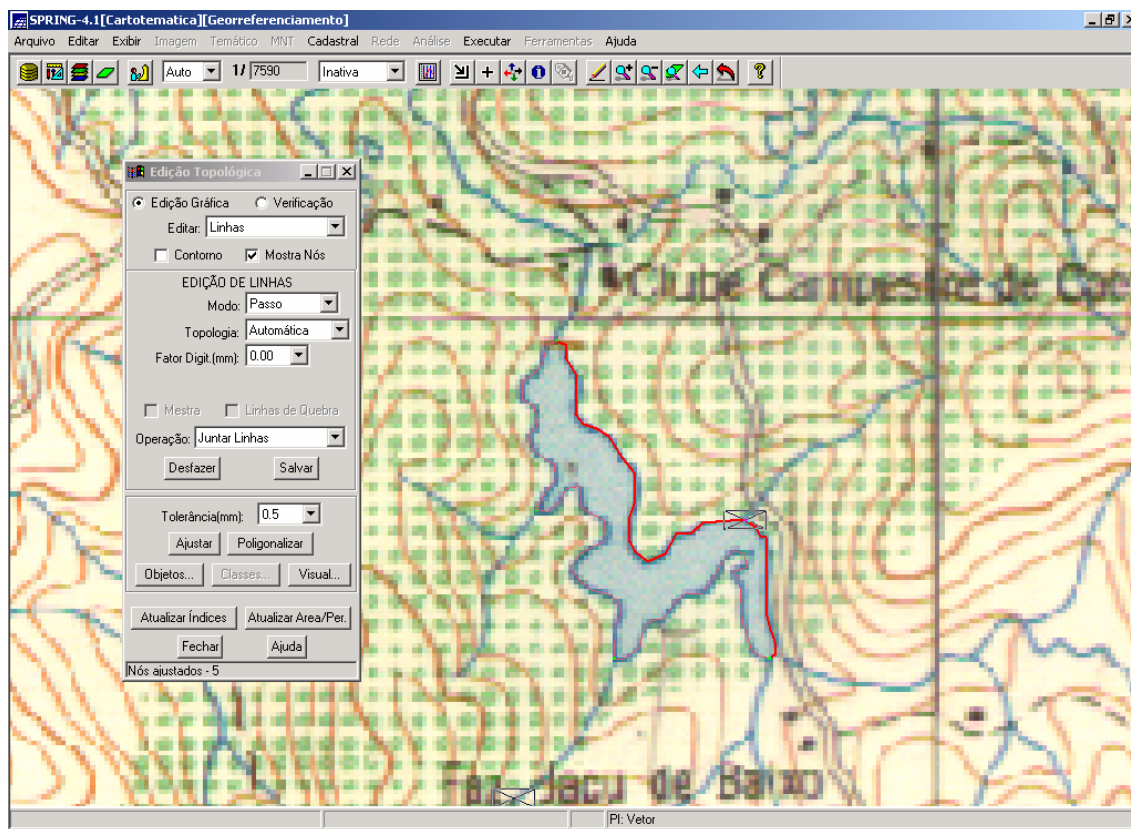 SPRING-4.1[Cartotematica][Georreferenciamento]
Arquivo Editar Exibir Imagem Temático MNT Cadastral Rede Análise Executar Ferramentas Ajuda
Auto 1/ 7590 Inativa
Edição Topológica
Edição Gráfica Verificação
Editar: Linhas
Contorno Mostra Nós
EDIÇÃO DE LINHAS
Modo: Passo
Topologia: Automática
Fator Digit.(mm): 0.00
Mestra Linhas de Quebra
Operação: Juntar Linhas
Desfazer Salvar
Tolerância(mm): 0.5
Ajustar Poligonalizar
Objetos... Classes... Visual...
Atualizar Índices Atualizar Area/Per.
Fechar Ajuda
Nós ajustados - 5
Clube Campestre de
de Baixo
PI: Vetor